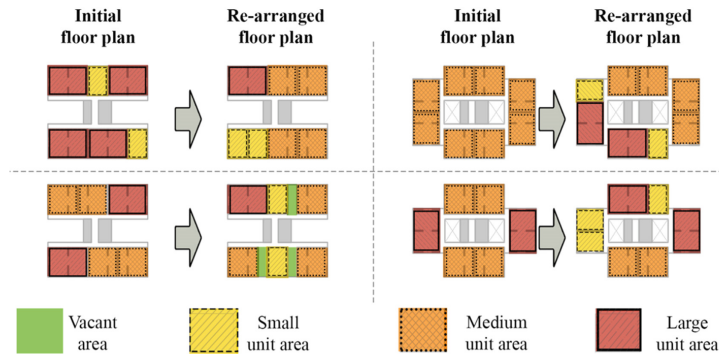 Initial
floor plan
Re-arranged
floor plan
Initial
floor plan
Re-arranged
floor plan
Vacant
area
Small
unit area
Medium
unit area
Large
unit area